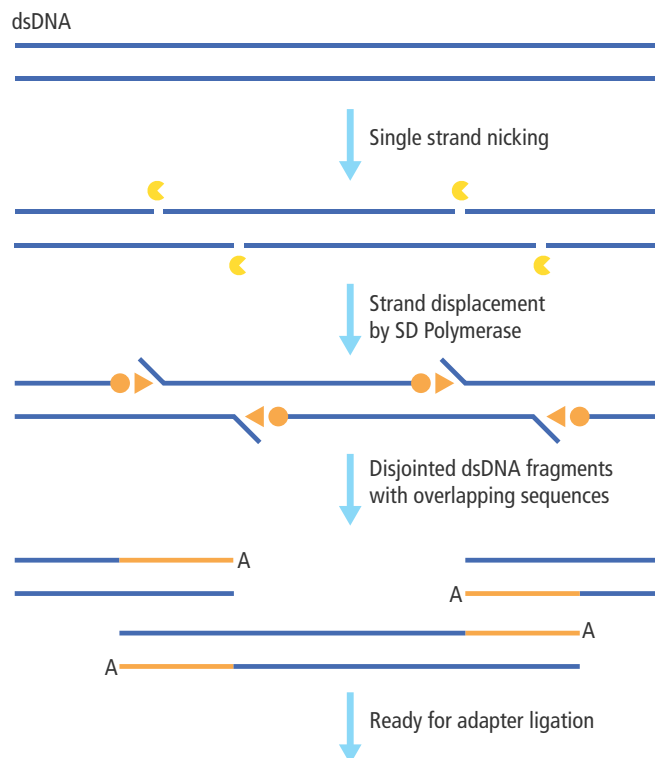 dsDNA
Single strand nicking
Strand displacement
by SD Polymerase
Disjointed dsDNA fragments
with overlapping sequences
A
A
A
A
Ready for adapter ligation